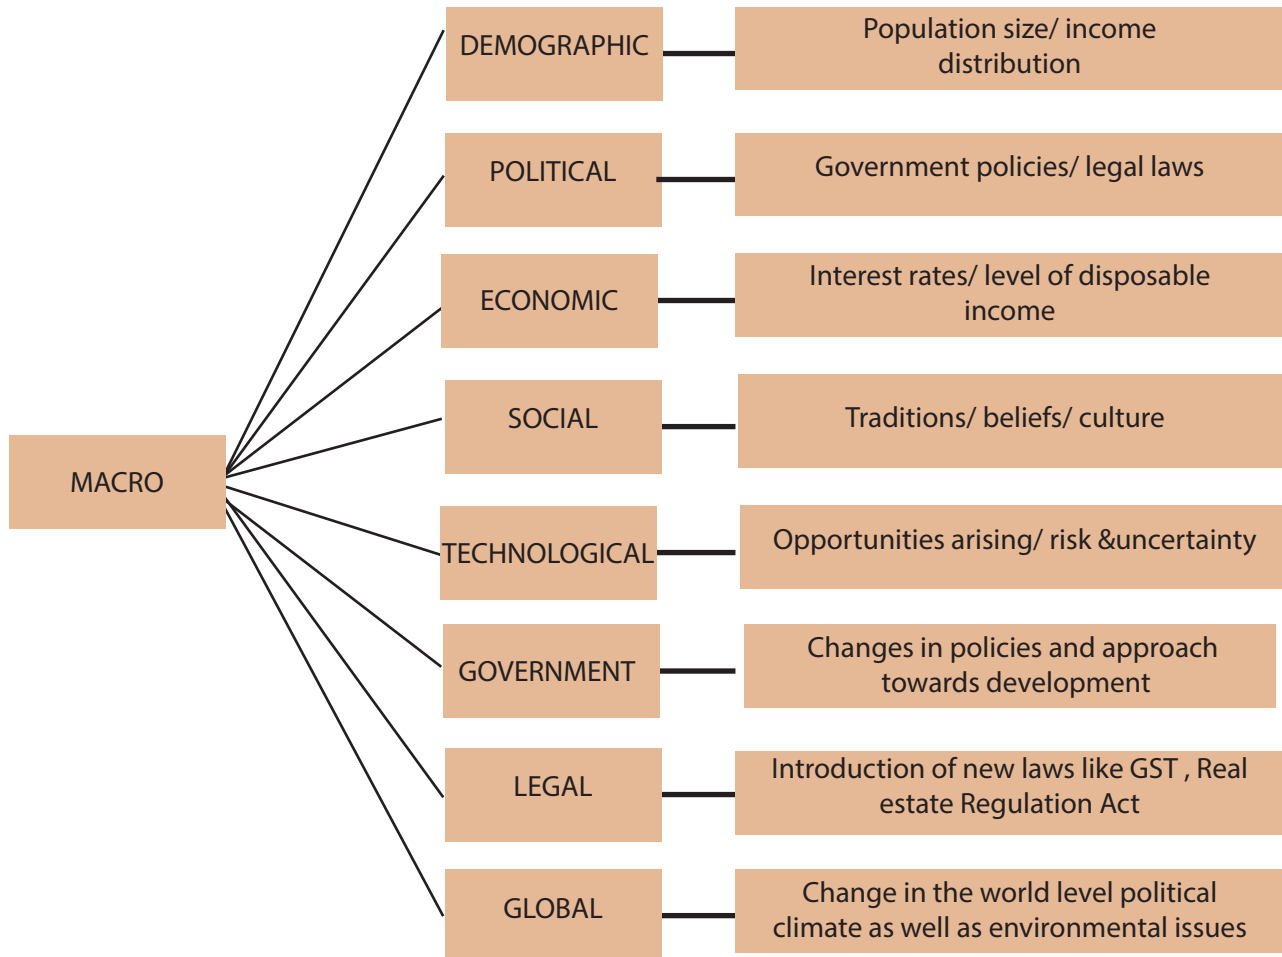 DEMOGRAPHIC
Population size/ income
distribution
POLITICAL
Government policies/ legal laws
ECONOMIC
Interest rates/ level of disposable
income
SOCIAL
Traditions/ beliefs/ culture
MACRO
TECHNOLOGICAL
Opportunities arising/ risk &uncertainty
GOVERNMENT
Changes in policies and approach
towards development
LEGAL
Introduction of new laws like GST , Real
estate Regulation Act
GLOBAL
Change in the world level political
climate as well as environmental issues